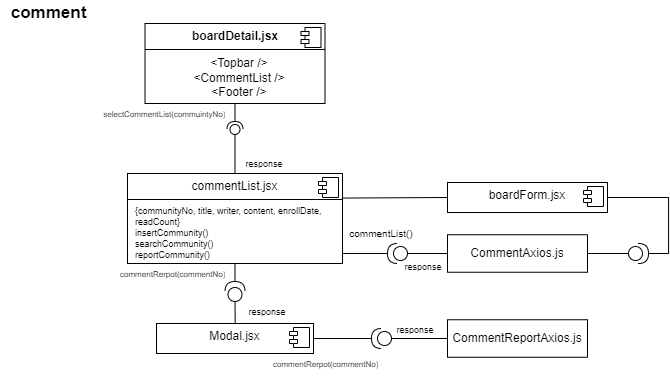 comment
boardDetail.jsx
<Topbar />
<CommentList />
<Footer />
selectCommentList(commuintyNo)
response
commentList.jsx
{communityNo, title, writer, content, enrollDate,
readCount}
insertCommunity()
searchCommunity()
reportCommunity()
boardForm.jsx
commentList()
response
CommentAxios.js
commentRerpot(commentNo)
response
Modal.jsx
response
CommentReportAxios.js
commentRerpot(commentNo)